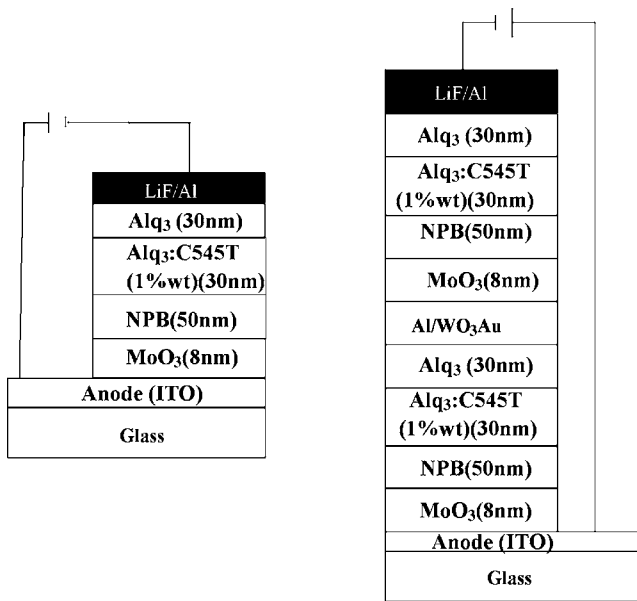 LiF/Al
Alq₃ (30nm)
Alq₃:C545T
(1%wt)(30nm)
NPB(50nm)
MoO₃(8nm)
Anode (ITO)
Glass
LiF/Al
Alq₃ (30nm)
Alq₃:C545T
(1%wt)(30nm)
NPB(50nm)
MoO₃(8nm)
Al/WO₃Au
Alq₃ (30nm)
Alq₃:C545T
(1%wt)(30nm)
NPB(50nm)
MoO₃(8nm)
Anode (ITO)
Glass